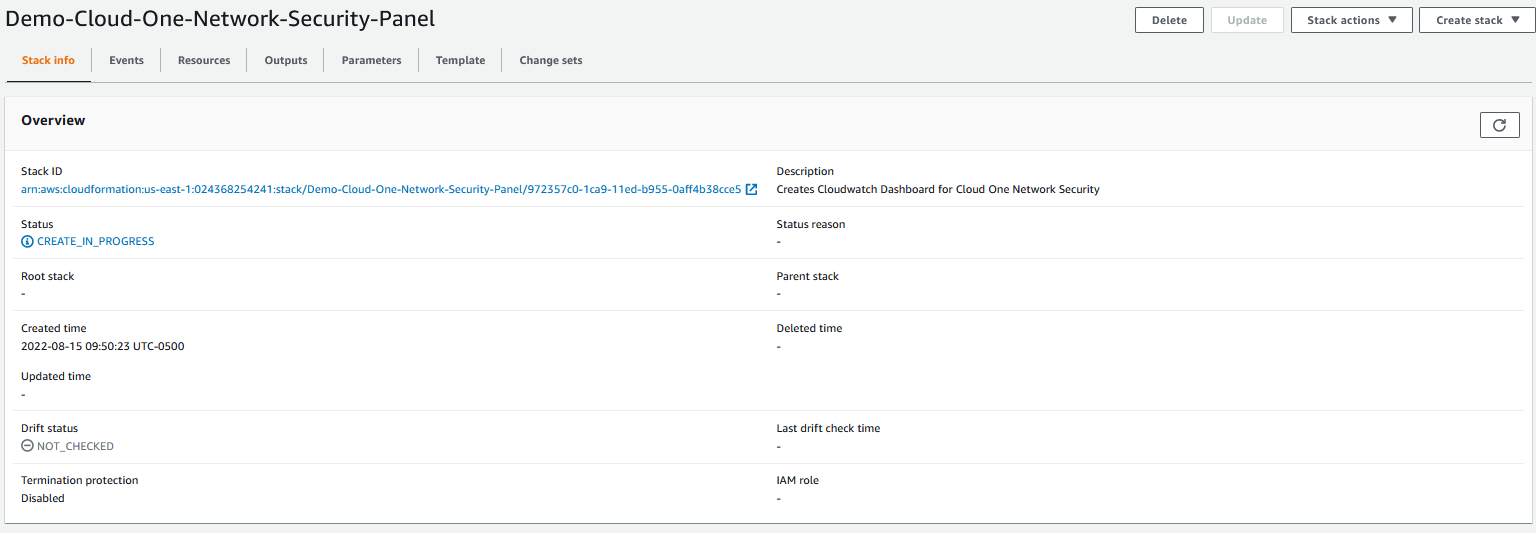 Demo-Cloud-One-Network-Security-Panel
Delete
Update
Stack actions
Create stack
Stack info
Events
Resources
Outputs
Parameters
Template
Change sets
Overview
Stack ID
arn:aws:cloudformation:us-east-1:024368254241:stack/Demo-Cloud-One-Network-Security-Panel/972357c0-1ca9-11ed-b955-0aff4b38cce5
Description
Creates Cloudwatch Dashboard for Cloud One Network Security
Status
CREATE_IN_PROGRESS
Status reason
-
Root stack
-
Parent stack
-
Created time
2022-08-15 09:50:23 UTC-0500
Deleted time
-
Updated time
-
Drift status
NOT_CHECKED
Last drift check time
-
Termination protection
Disabled
IAM role
-